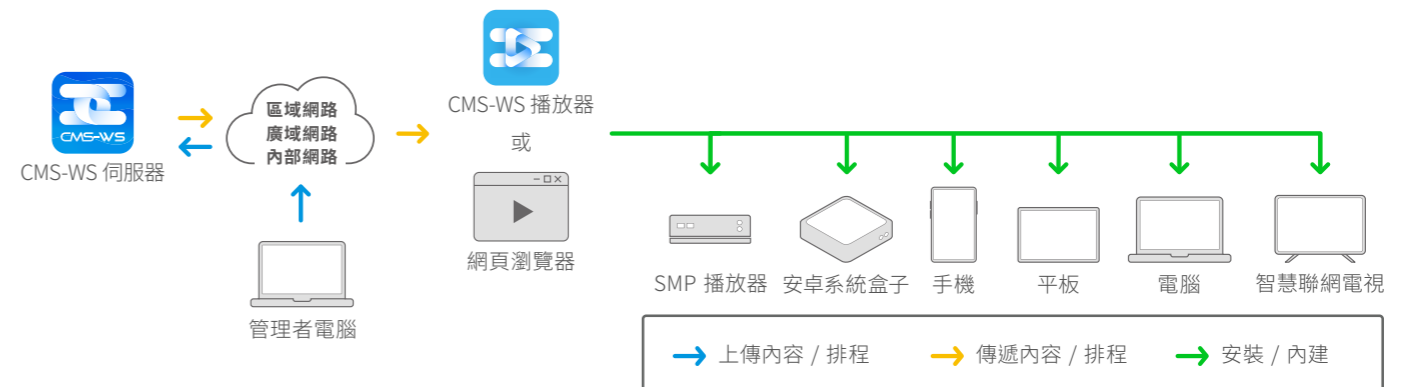 CMS-WS
CMS-WS 伺服器
區域網路
廣域網路
內部網路
管理者電腦
CMS-WS 播放器
或
網頁瀏覽器
SMP 播放器
安卓系統盒子
手機
平板
電腦
智慧聯網電視
上傳內容 / 排程
傳遞內容 / 排程
安裝 / 內建